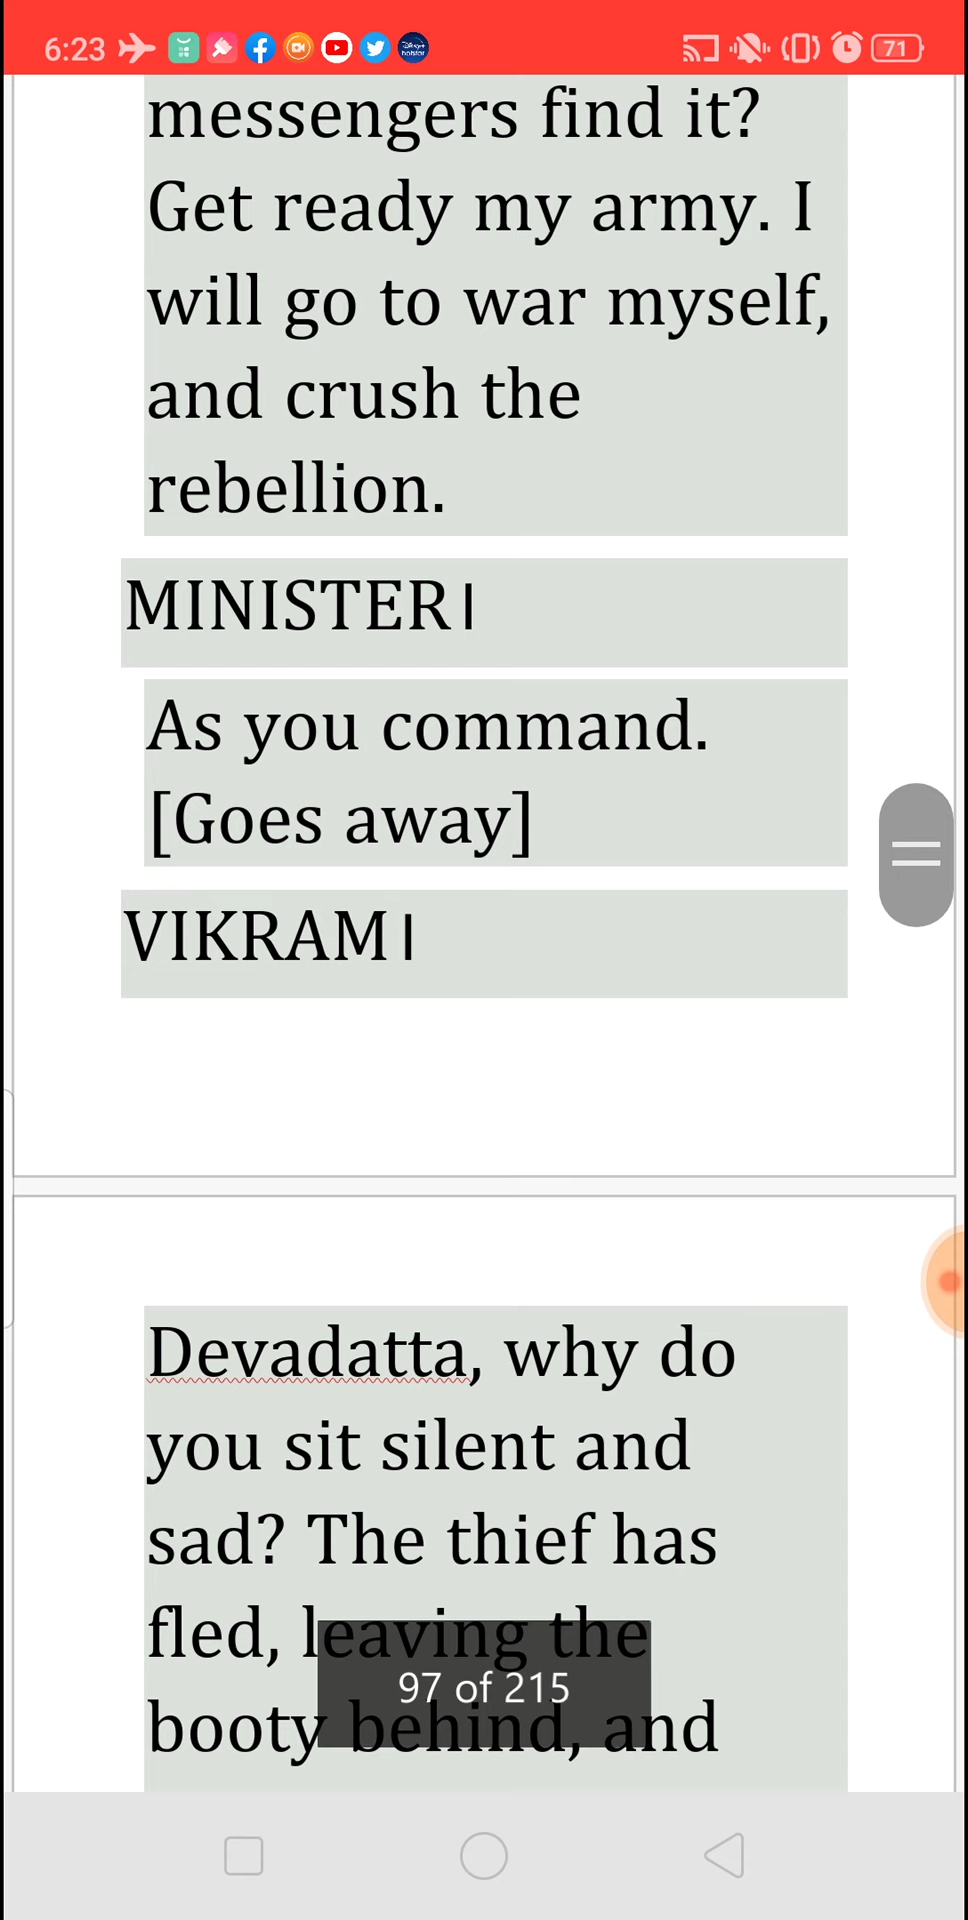 6:23
71
messengers find it?
Get ready my army. I
will go to war myself,
and crush the
rebellion.
MINISTER।
As you command.
[Goes away]
VIKRAM।
Devadatta, why do
you sit silent and
sad? The thief has
fled, leaving the
97 of 215
booty behind, and